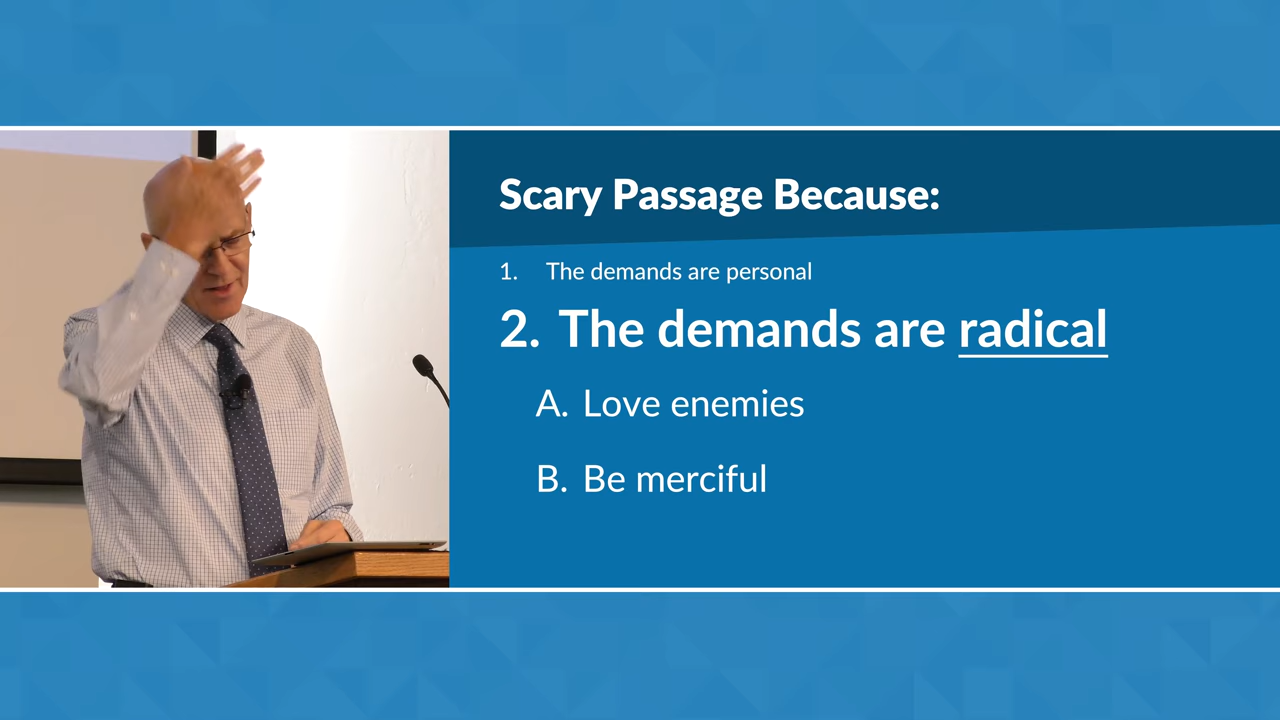 Scary Passage Because:
1. The demands are personal
2. The demands are radical
A. Love enemies
B. Be merciful